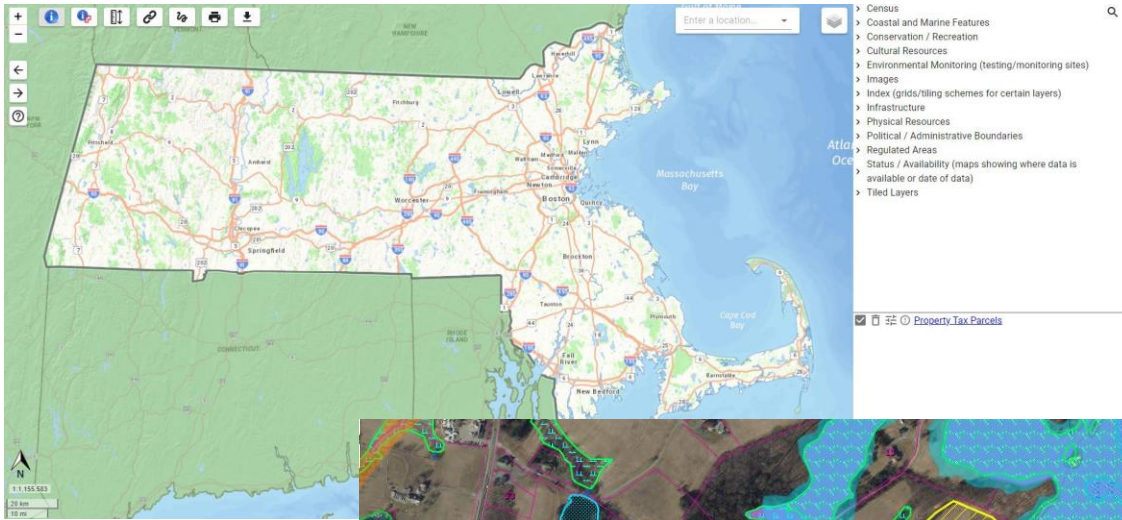 Enter a location...
Census
Coastal and Marine Features
Conservation / Recreation
Cultural Resources
Environmental Monitoring (testing/monitoring sites)
Images
Index (grids/tiling schemes for certain layers)
Infrastructure
Physical Resources
Political / Administrative Boundaries
Regulated Areas
Status / Availability (maps showing where data is
available or date of data)
Tiled Layers
Property Tax Parcels
VERMONT
NEW
HAMPSHIRE
Haverhill
Lawrence
Lowell
Fitchburg
Lynn
Pittsfield
Amherst
Waltham
Medford
Malden
Somerville
Cambridge
Newton
Boston
Massachusetts
Bay
Worcester
Framingham
Quincy
Chicopee
Springfield
Brockton
Taunton
Plymouth
Cape Cod
Bay
Fall
River
Barnstable
New Bedford
RHODE
ISLAND
CONNECTICUT
N
20 km
10 mi